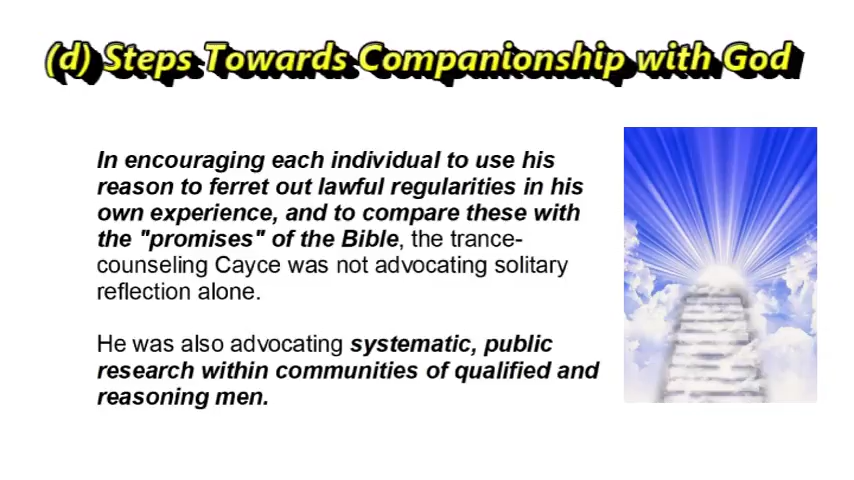 (d) Steps Towards Companionship with God
In encouraging each individual to use his
reason to ferret out lawful regularities in his
own experience, and to compare these with
the "promises" of the Bible, the trance-
counseling Cayce was not advocating solitary
reflection alone.
He was also advocating systematic, public
research within communities of qualified and
reasoning men.